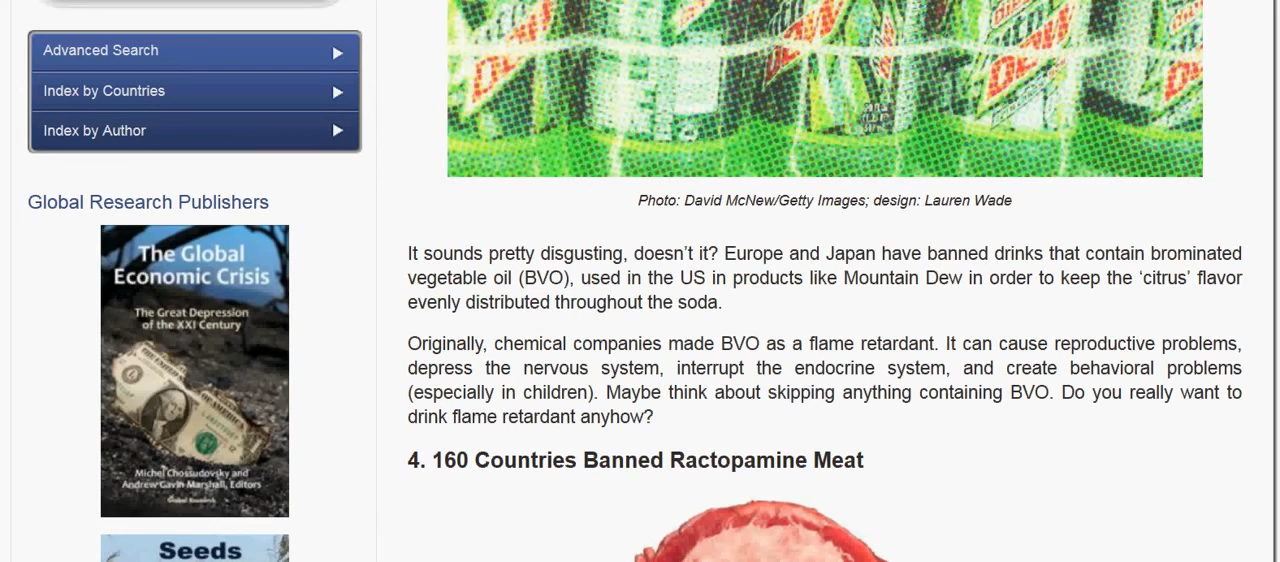 Advanced Search
Index by Countries
Index by Author
Global Research Publishers
The Global
Economic Crisis
The Great Depression
of the XXI Century
Michel Chossudovsky and
Andrew Gavin Marshall, Editors
Global Research
Seeds
Photo: David McNew/Getty Images; design: Lauren Wade
It sounds pretty disgusting, doesn’t it? Europe and Japan have banned drinks that contain brominated
vegetable oil (BVO), used in the US in products like Mountain Dew in order to keep the ‘citrus’ flavor
evenly distributed throughout the soda.
Originally, chemical companies made BVO as a flame retardant. It can cause reproductive problems,
depress the nervous system, interrupt the endocrine system, and create behavioral problems
(especially in children). Maybe think about skipping anything containing BVO. Do you really want to
drink flame retardant anyhow?
4. 160 Countries Banned Ractopamine Meat